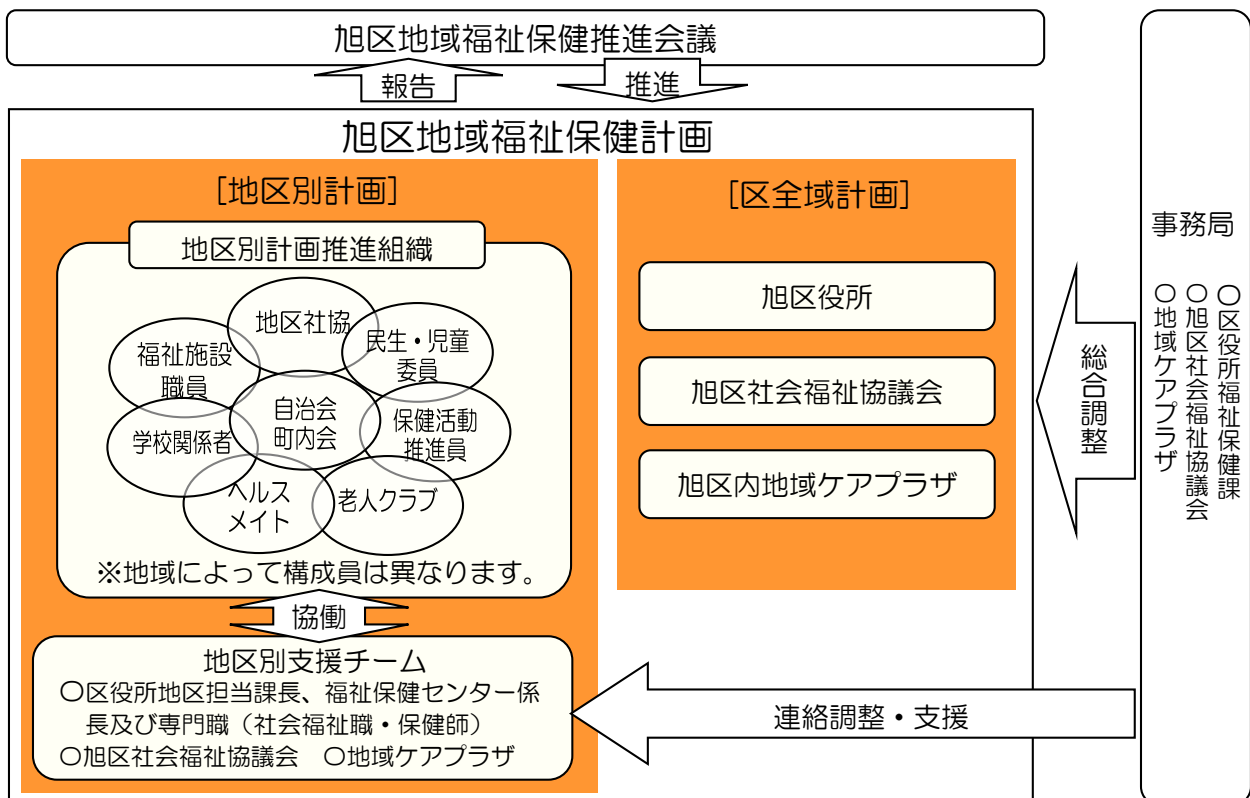 旭区地域福祉保健推進会議
報告
推進
旭区地域福祉保健計画
[地区別計画]
地区別計画推進組織
地区社協
福祉施設
職員
民生・児童
委員
自治会
町内会
学校関係者
保健活動
推進員
ヘルス
メイト
老人クラブ
※地域によって構成員は異なります。
協働
地区別支援チーム
○区役所地区担当課長、福祉保健センター係
長及び専門職（社会福祉職・保健師）
○旭区社会福祉協議会　○地域ケアプラザ
[区全域計画]
旭区役所
旭区社会福祉協議会
旭区内地域ケアプラザ
総合調整
連絡調整・支援
事務局
○区役所福祉保健課
○旭区社会福祉協議会
○地域ケアプラザ